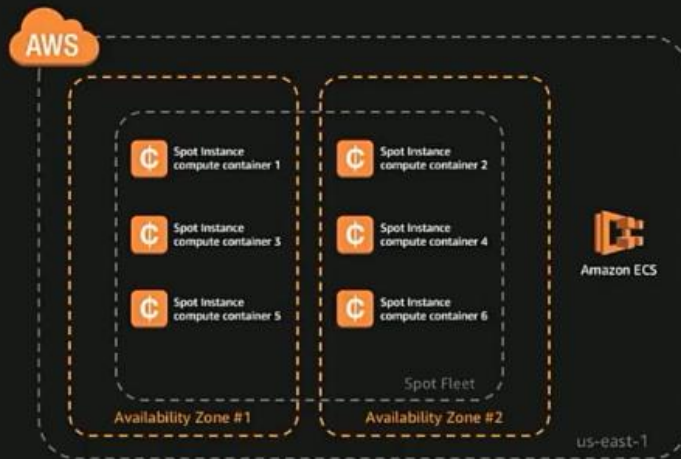 AWS
Spot Instance
compute container 1
Spot Instance
compute container 2
Spot Instance
compute container 3
Spot Instance
compute container 4
Spot Instance
compute container 5
Spot Instance
compute container 6
Amazon ECS
Spot Fleet
Availability Zone #1
Availability Zone #2
us-east-1